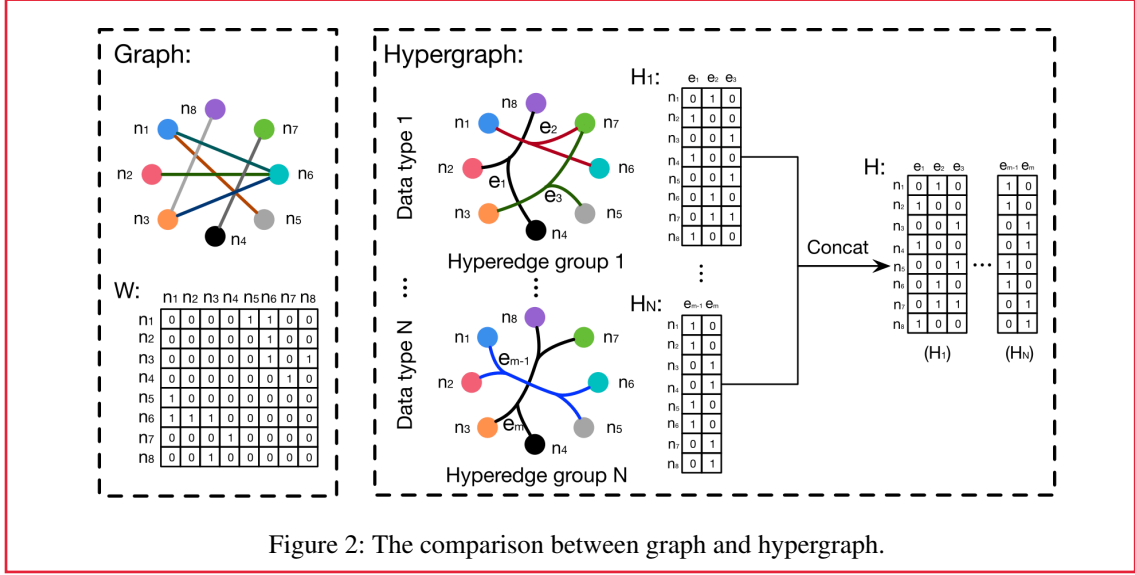 Graph:
n8
n1
n7
n2
n6
n3
n5
n4
W:
n1 n2 n3 n4 n5 n6 n7 n8
n1 0 0 0 0 1 1 0 0
n2 0 0 0 0 0 1 0 0
n3 0 0 0 0 0 1 0 1
n4 0 0 0 0 0 0 1 0
n5 1 0 0 0 0 0 0 0
n6 1 1 1 0 0 0 0 0
n7 0 0 0 1 0 0 0 0
n8 0 0 1 0 0 0 0 0
Hypergraph:
Data type 1
n8
n1
e2
n7
n2
e1
n6
n3
e3
n5
n4
Hyperedge group 1
H1:
e1 e2 e3
n1 0 1 0
n2 1 0 0
n3 0 0 1
n4 1 0 0
n5 0 0 1
n6 0 1 0
n7 0 1 1
n8 1 0 0
...
...
...
Data type N
n8
n1
n7
em-1
n2
n6
n3
em
n5
n4
Hyperedge group N
HN:
em-1 em
n1 1 0
n2 1 0
n3 0 1
n4 0 1
n5 1 0
n6 1 0
n7 0 1
n8 0 1
Concat
H:
e1 e2 e3 em-1 em
n1 0 1 0 1 0
n2 1 0 0 1 0
n3 0 0 1 0 1
n4 1 0 0 0 1
n5 0 0 1 ... 1 0
n6 0 1 0 1 0
n7 0 1 1 0 1
n8 1 0 0 0 1
(H1) (HN)
Figure 2: The comparison between graph and hypergraph.